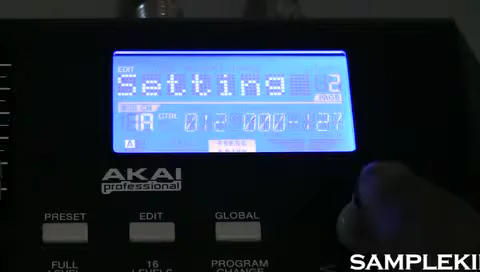 EDIT
Setting 2
1A CTRL 012 000-127
A
AKAI
professional
PRESET EDIT GLOBAL
FULL 16 PROGRAM
LEVEL LEVELS CHANGE
SAMPLEKI